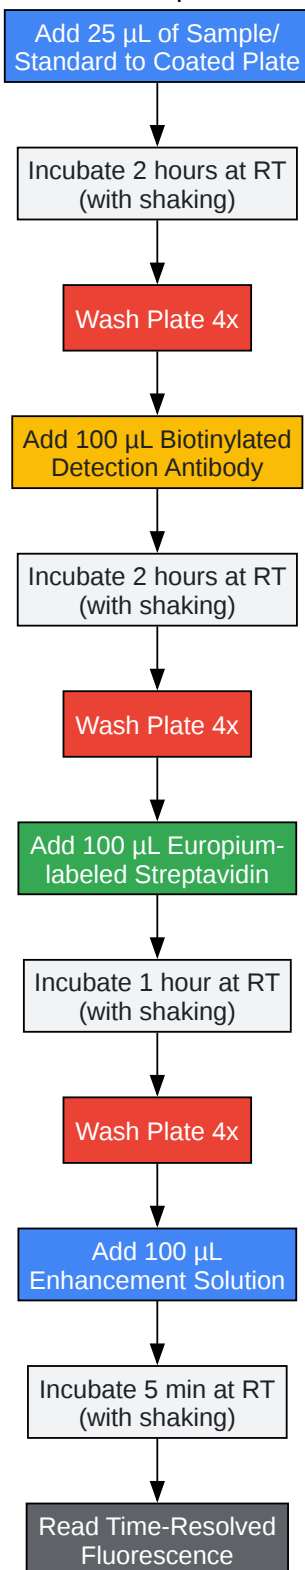 Add 25 µL of Sample/
Standard to Coated Plate
Incubate 2 hours at RT
(with shaking)
Wash Plate 4x
Add 100 µL Biotinylated
Detection Antibody
Incubate 2 hours at RT
(with shaking)
Wash Plate 4x
Add 100 µL Europium-
labeled Streptavidin
Incubate 1 hour at RT
(with shaking)
Wash Plate 4x
Add 100 µL
Enhancement Solution
Incubate 5 min at RT
(with shaking)
Read Time-Resolved
Fluorescence